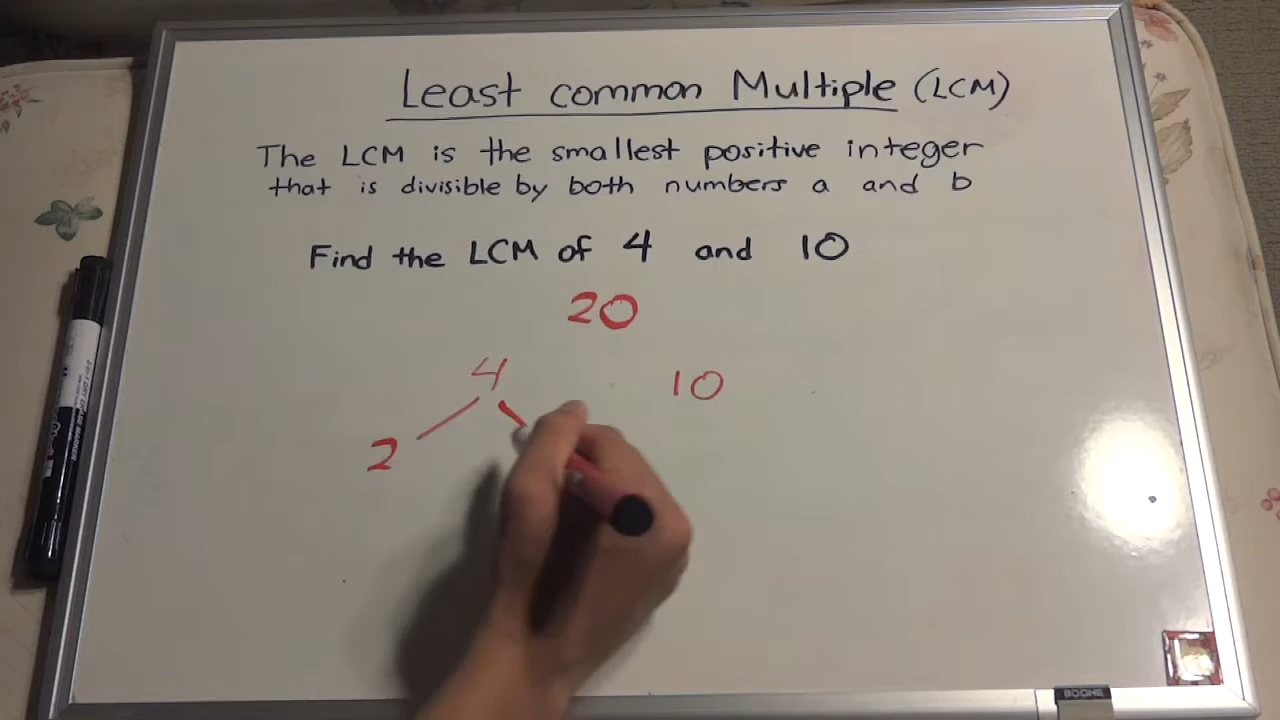 Least common Multiple (LCM)
The LCM is the smallest positive integer
that is divisible by both numbers a and b
Find the LCM of 4 and 10
20
4 10
2
BOONE